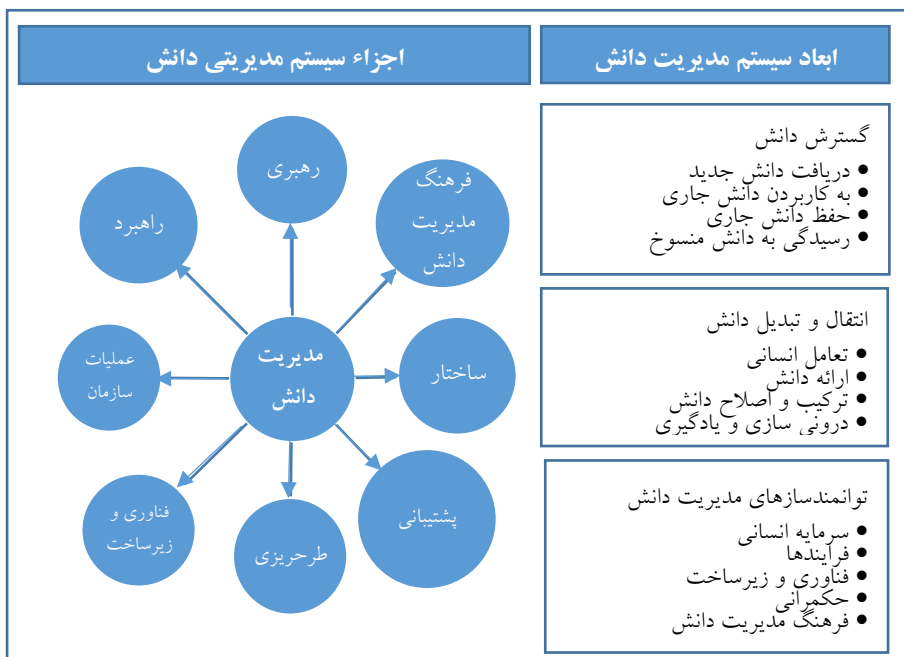 ابعاد سیستم مدیریت دانش
گسترش دانش
• دریافت دانش جدید
• به کاربردن دانش جاری
• حفظ دانش جاری
• رسیدگی به دانش منسوخ
انتقال و تبدیل دانش
• تعامل انسانی
• ارائه دانش
• ترکیب و اصلاح دانش
• درونی سازی و یادگیری
توانمندسازهای مدیریت دانش
• سرمایه انسانی
• فرایندها
• فناوری و زیرساخت
• حکمرانی
• فرهنگ مدیریت دانش
اجزاء سیستم مدیریتی دانش
رهبری
فرهنگ
مدیریت
دانش
ساختار
پشتیبانی
طرحریزی
فناوری و
زیرساخت
عملیات
سازمان
راهبرد
مدیریت
دانش